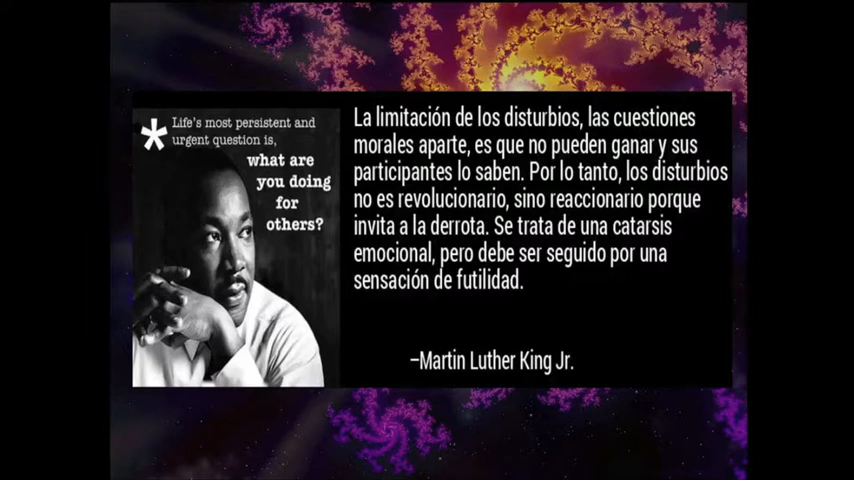 Life's most persistent and
urgent question is,
what are
you doing
for
others?
La limitación de los disturbios, las cuestiones
morales aparte, es que no pueden ganar y sus
participantes lo saben. Por lo tanto, los disturbios
no es revolucionario, sino reaccionario porque
invita a la derrota. Se trata de una catarsis
emocional, pero debe ser seguido por una
sensación de futilidad.
–Martin Luther King Jr.